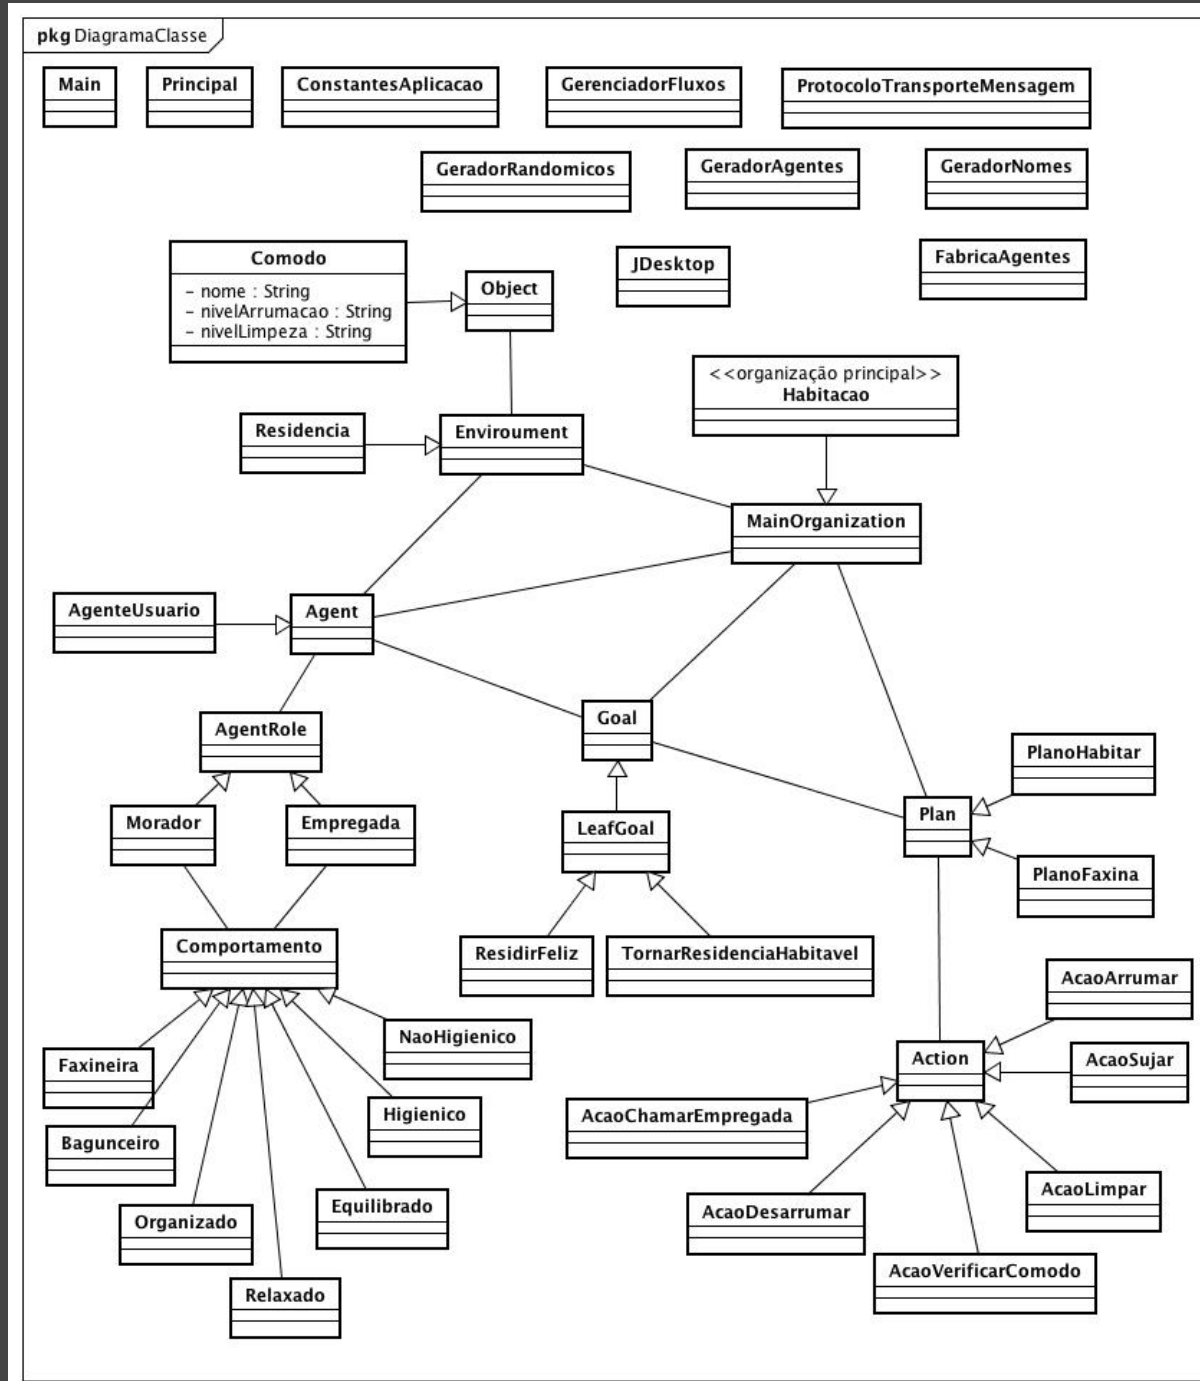 pkg DiagramaClasse
Main
Principal
ConstantesAplicacao
GerenciadorFluxos
ProtocoloTransporteMensagem
GeradorRandomicos
GeradorAgentes
GeradorNomes
Comodo
- nome : String
- nivelArrumacao : String
- nivelLimpeza : String
Object
JDesktop
FabricaAgentes
<<organização principal>>
Habitacao
Residencia
Enviroument
MainOrganization
AgenteUsuario
Agent
AgentRole
Goal
PlanoHabitar
Morador
Empregada
LeafGoal
Plan
PlanoFaxina
Comportamento
ResidirFeliz
TornarResidenciaHabitavel
AcaoArrumar
NaoHigienico
Faxineira
Action
AcaoSujar
Higienico
AcaoChamarEmpregada
Bagunceiro
Equilibrado
AcaoLimpar
Organizado
AcaoDesarrumar
AcaoVerificarComodo
Relaxado